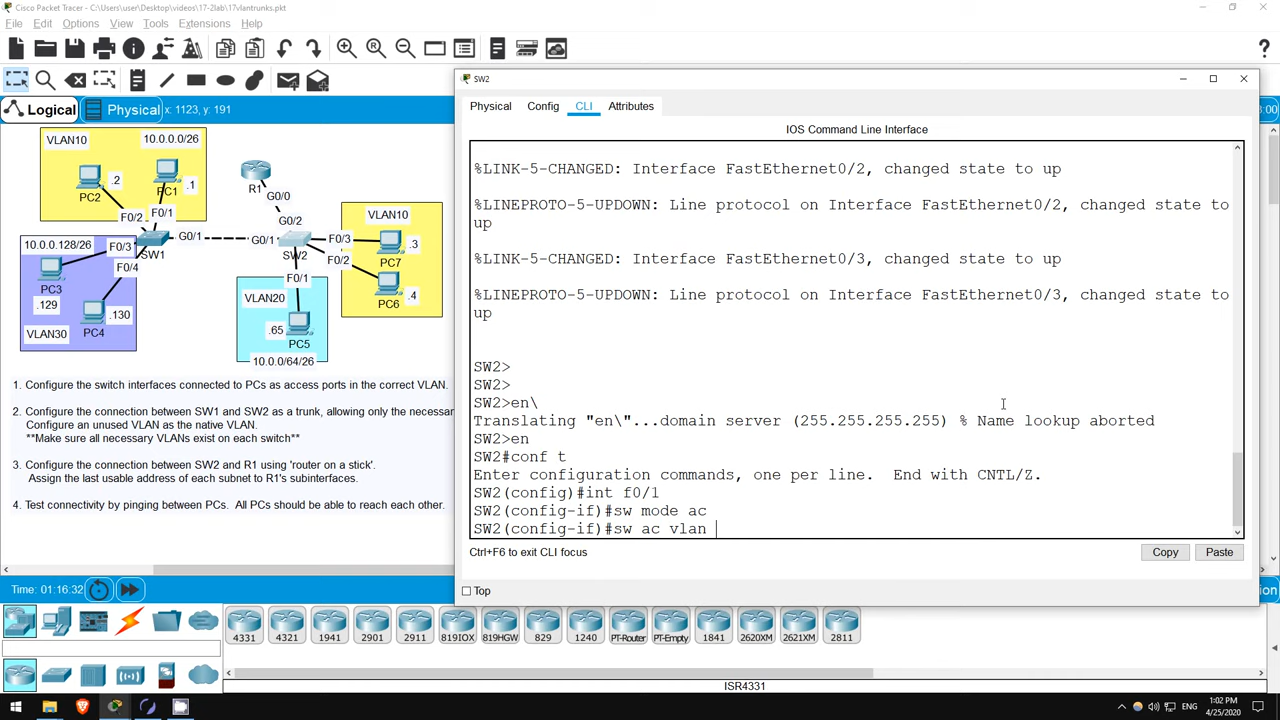 Cisco Packet Tracer - C:\Users\user\Desktop\videos\17-2lab\17vlantrunks.pkt
File Edit Options View Tools Extensions Help
Logical Physical x: 1123, y: 191
VLAN10 10.0.0.0/26
PC2 .2 PC1 .1
F0/2 F0/1
R1 G0/0
G0/2
SW1 G0/1 G0/1 SW2
10.0.0.128/26 F0/3
F0/4
PC3 .129
PC4 .130
VLAN30
VLAN10
F0/3 PC7 .3
F0/2 PC6 .4
F0/1
VLAN20
.65 PC5
10.0.0/64/26
1. Configure the switch interfaces connected to PCs as access ports in the correct VLAN.
2. Configure the connection between SW1 and SW2 as a trunk, allowing only the necessa
Configure an unused VLAN as the native VLAN.
**Make sure all necessary VLANs exist on each switch**
3. Configure the connection between SW2 and R1 using 'router on a stick'.
Assign the last usable address of each subnet to R1's subinterfaces.
4. Test connectivity by pinging between PCs. All PCs should be able to reach each other.
SW2
Physical Config CLI Attributes
IOS Command Line Interface
%LINK-5-CHANGED: Interface FastEthernet0/2, changed state to up
%LINEPROTO-5-UPDOWN: Line protocol on Interface FastEthernet0/2, changed state to
up
%LINK-5-CHANGED: Interface FastEthernet0/3, changed state to up
%LINEPROTO-5-UPDOWN: Line protocol on Interface FastEthernet0/3, changed state to
up
SW2>
SW2>
SW2>en\
Translating "en\"...domain server (255.255.255.255) % Name lookup aborted
SW2>en
SW2#conf t
Enter configuration commands, one per line. End with CNTL/Z.
SW2(config)#int f0/1
SW2(config-if)#sw mode ac
SW2(config-if)#sw ac vlan
Ctrl+F6 to exit CLI focus
Copy Paste
Top
Time: 01:16:32
4331 4321 1941 2901 2911 819IOX 819HGW 829 1240 PT-Router PT-Empty 1841 2620XM 2621XM 2811
ISR4331
1:02 PM
4/25/2020